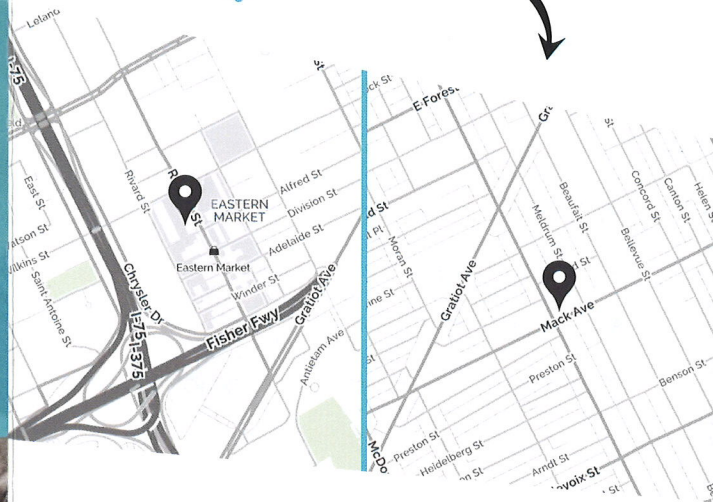 Leland
I-75
East St
Wilkins St
Saint Antoine St
Rivard St
St
EASTERN
MARKET
Eastern Market
Alfred St
Division St
Adelaide St
Winder St
Chrysler Dr
I-75
I-375
Fisher Fwy
Gratiot Ave
Antietam Ave
St
E Forest
St
Moran St
Gratiot Ave
Meldrum St
Beaufait St
Bellevue St
Concord St
Canton St
Helen S
Mack Ave
Preston St
Benson St
Preston St
Heidelberg St
Arndt St
St